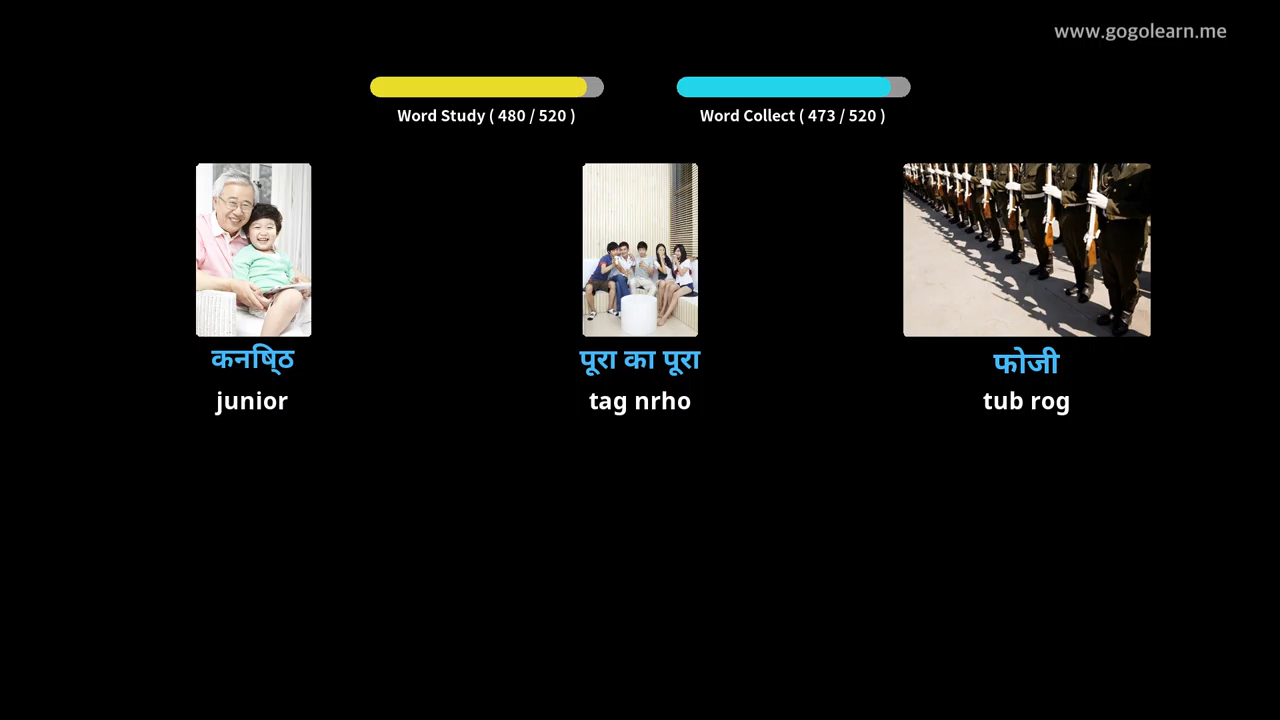 www.gogolearn.me
Word Study ( 480 / 520 )
Word Collect ( 473 / 520 )
कनषि्ठ
पूरा का पूरा
फोजी
junior
tag nrho
tub rog